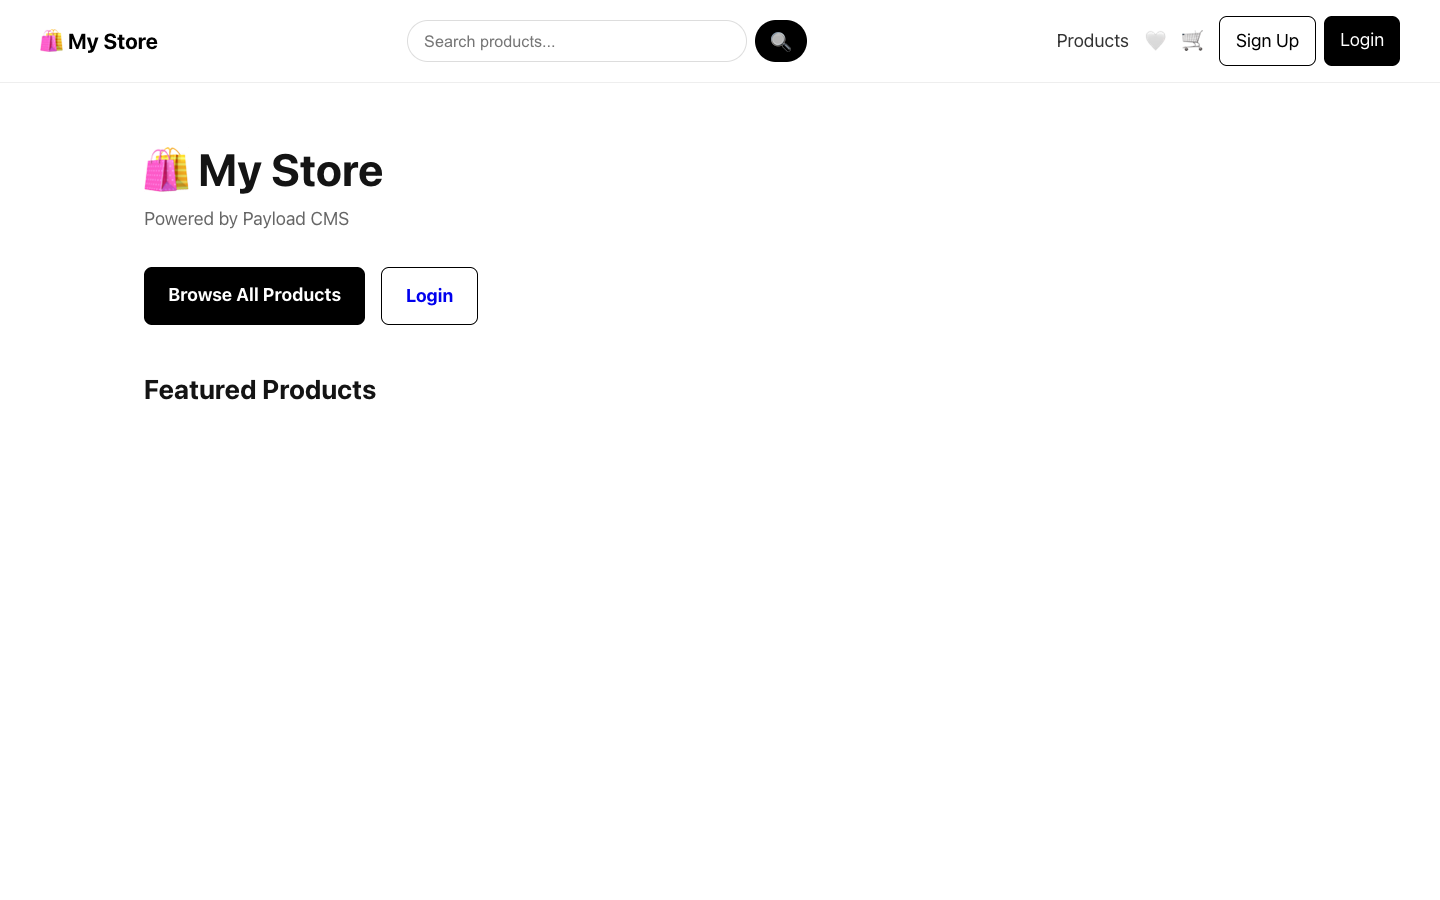 My Store
Search products...
Products
Sign Up
Login
My Store
Powered by Payload CMS
Browse All Products
Login
Featured Products